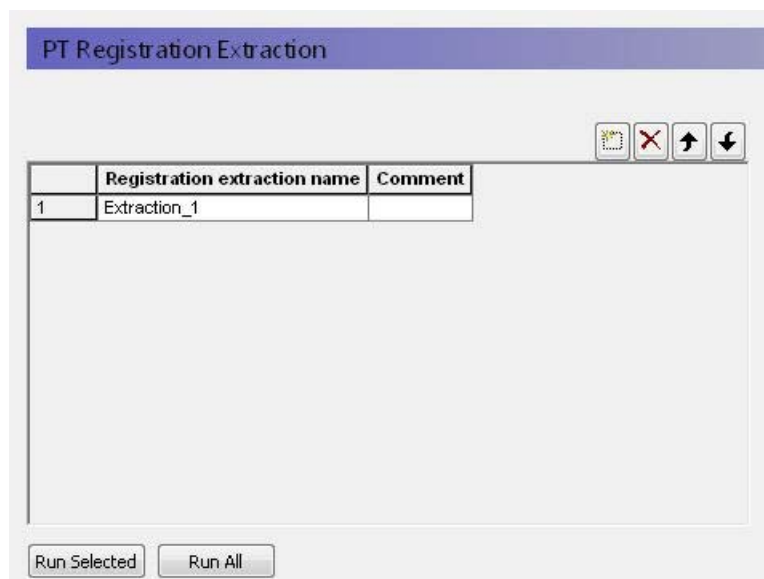 PT Registration Extraction
Registration extraction name Comment
1 Extraction_1
Run Selected Run All